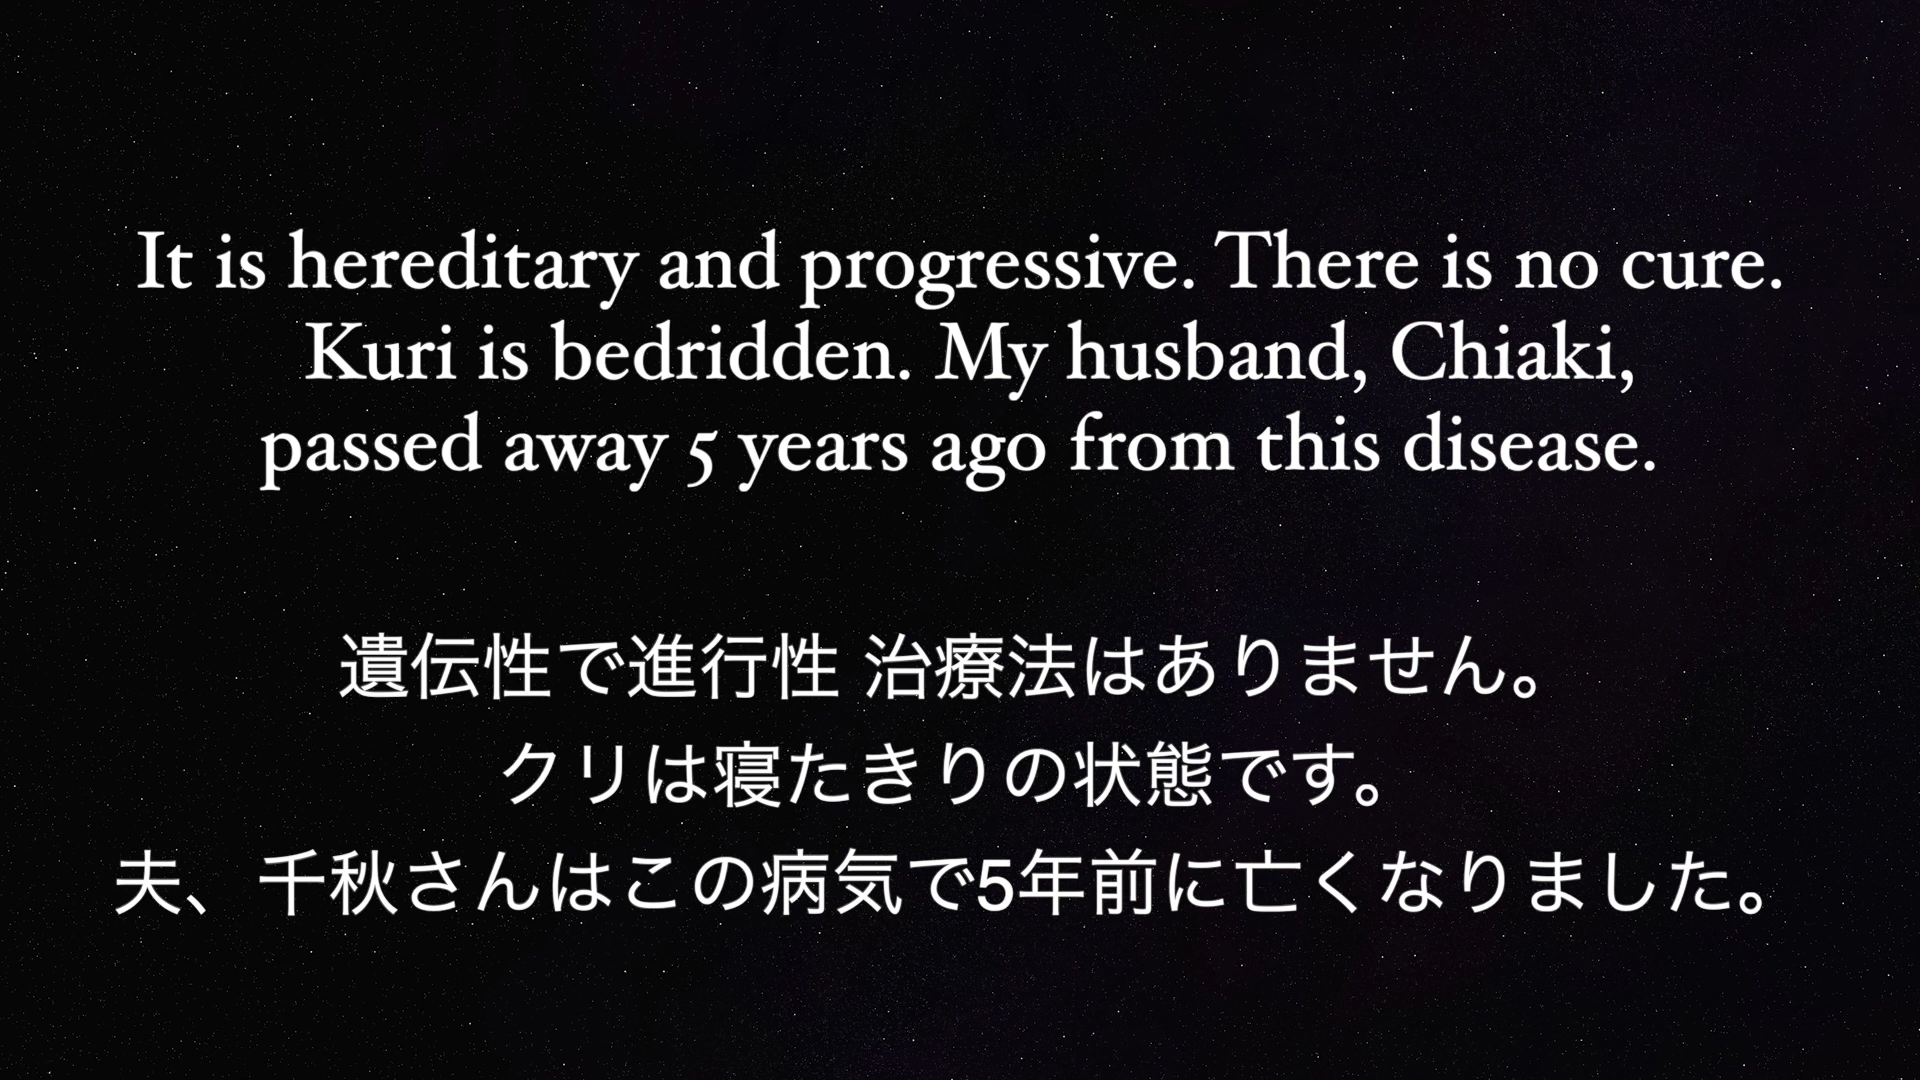 It is hereditary and progressive. There is no cure.
Kuri is bedridden. My husband, Chiaki,
passed away 5 years ago from this disease.
遺伝性で進行性 治療法はありません。
クリは寝たきりの状態です。
夫、千秋さんはこの病気で5年前に亡くなりました。